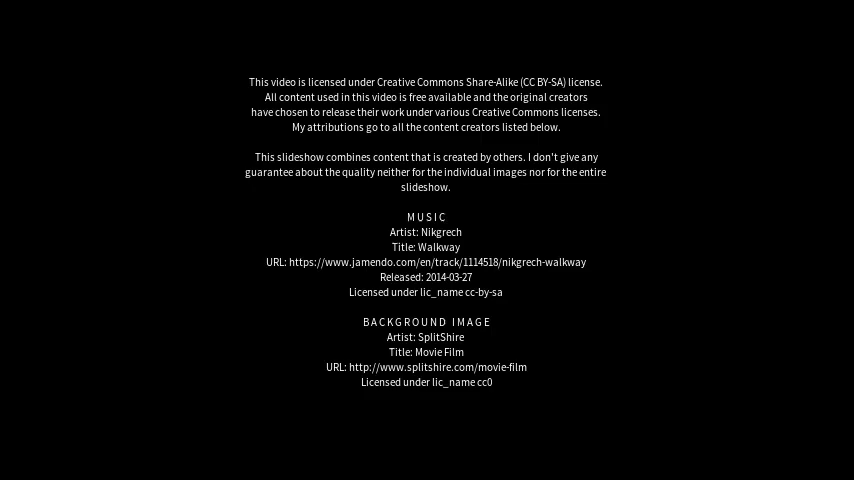 This video is licensed under Creative Commons Share-Alike (CC BY-SA) license.
All content used in this video is free available and the original creators
have chosen to release their work under various Creative Commons licenses.
My attributions go to all the content creators listed below.
This slideshow combines content that is created by others. I don't give any
guarantee about the quality neither for the individual images nor for the entire
slideshow.
MUSIC
Artist: Nikgrech
Title: Walkway
URL: https://www.jamendo.com/en/track/1114518/nikgrech-walkway
Released: 2014-03-27
Licensed under lic_name cc-by-sa
BACKGROUND IMAGE
Artist: SplitShire
Title: Movie Film
URL: http://www.splitshire.com/movie-film
Licensed under lic_name cc0